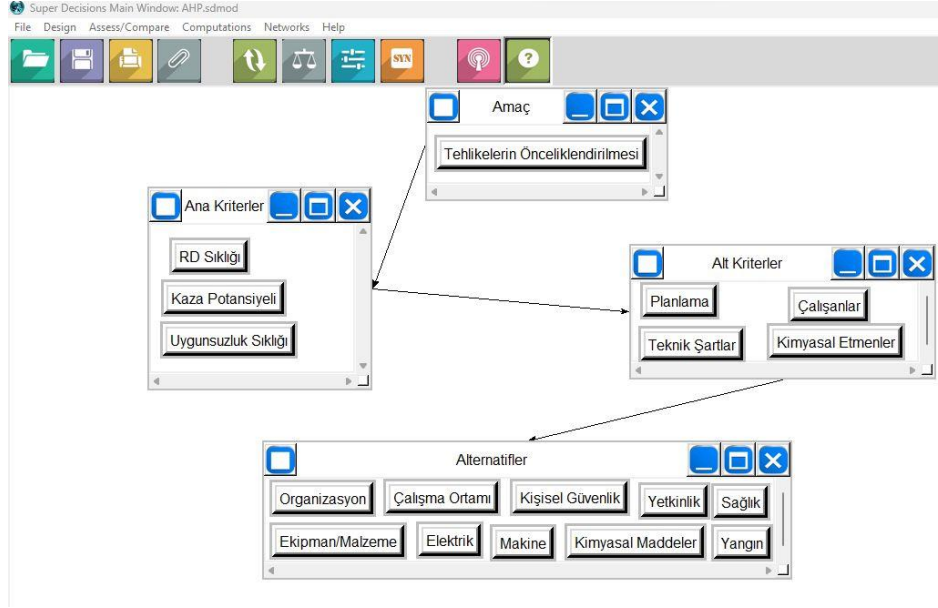 Super Decisions Main Window: AHP.sdmod
File Design Assess/Compare Computations Networks Help
SYN
?
Amaç
Tehlikelerin Önceliklendirilmesi
Ana Kriterler
RD Sıklığı
Kaza Potansiyeli
Uygunsuzluk Sıklığı
Alt Kriterler
Planlama Çalışanlar
Teknik Şartlar Kimyasal Etmenler
Alternatifler
Organizasyon Çalışma Ortamı Kişisel Güvenlik Yetkinlik Sağlık
Ekipman/Malzeme Elektrik Makine Kimyasal Maddeler Yangın